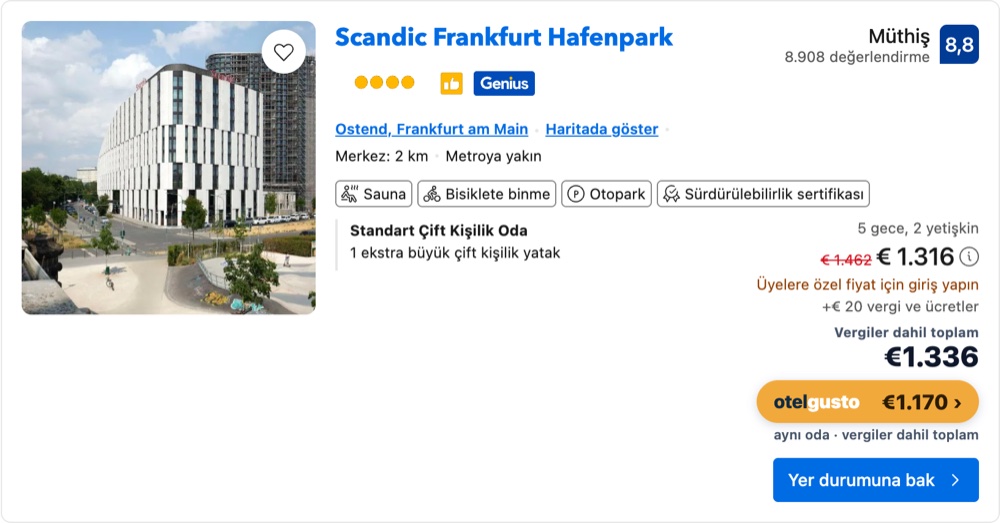 Scandic Frankfurt Hafenpark
Müthiş
8.908 değerlendirme
8,8
Genius
Ostend, Frankfurt am Main
Haritada göster
Merkez: 2 km · Metroya yakın
Sauna
Bisiklete binme
P Otopark
Sürdürülebilirlik sertifikası
Standart Çift Kişilik Oda
1 ekstra büyük çift kişilik yatak
5 gece, 2 yetişkin
€ 1.462 € 1.316
Üyelere özel fiyat için giriş yapın
+€ 20 vergi ve ücretler
Vergiler dahil toplam
€1.336
otelgusto €1.170 ›
aynı oda · vergiler dahil toplam
Yer durumuna bak